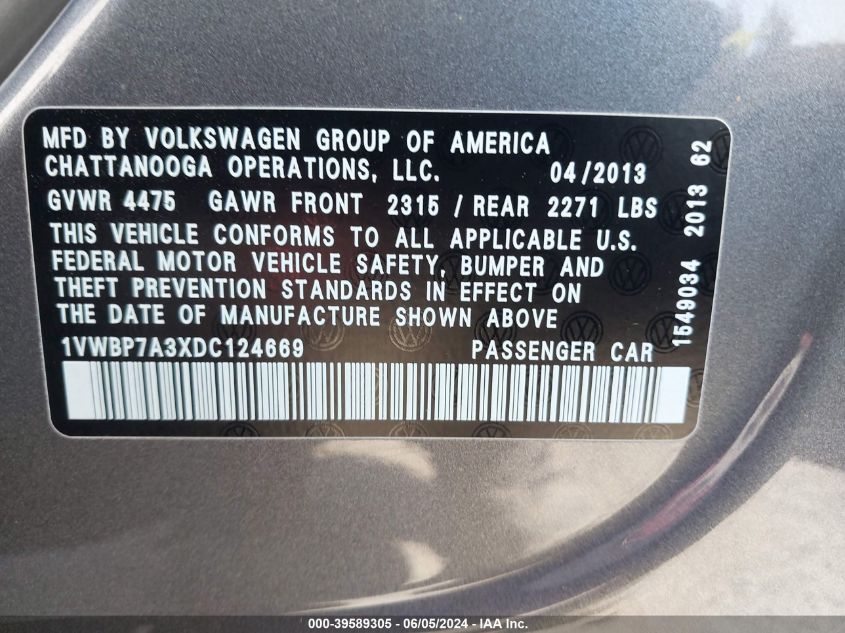 MFD BY VOLKSWAGEN GROUP OF AMERICA
CHATTANOOGA OPERATIONS, LLC. 04/2013
GVWR 4475 GAWR FRONT 2315 / REAR 2271 LBS
THIS VEHICLE CONFORMS TO ALL APPLICABLE U.S.
FEDERAL MOTOR VEHICLE SAFETY, BUMPER AND
THEFT PREVENTION STANDARDS IN EFFECT ON
THE DATE OF MANUFACTURE SHOWN ABOVE
1VWBP7A3XDC124669 PASSENGER CAR
1549034 2013 62
000-39589305 - 06/05/2024 - IAA Inc.